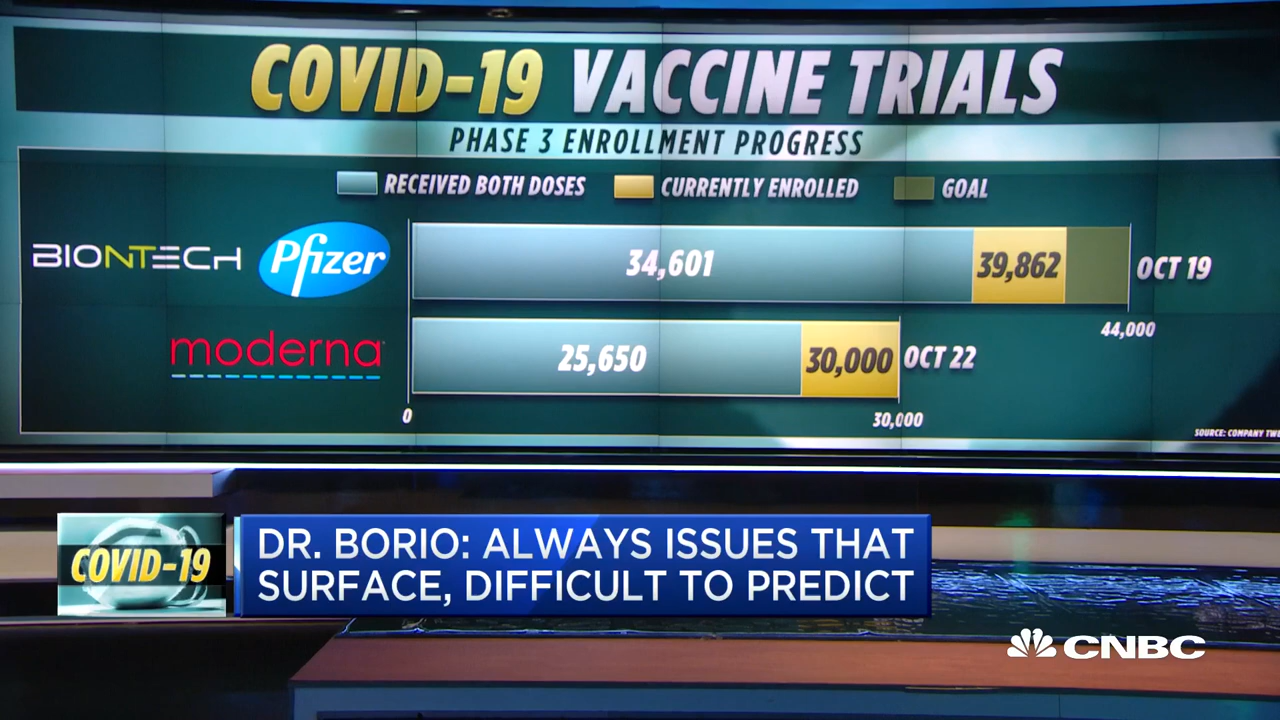 COVID-19 VACCINE TRIALS
PHASE 3 ENROLLMENT PROGRESS
RECEIVED BOTH DOSES CURRENTLY ENROLLED GOAL
BIONTECH Pfizer 34,601 39,862 OCT 19
44,000
moderna 25,650 30,000 OCT 22
0 30,000
SOURCE: COMPANY
COVID-19
DR. BORIO: ALWAYS ISSUES THAT
SURFACE, DIFFICULT TO PREDICT
CNBC